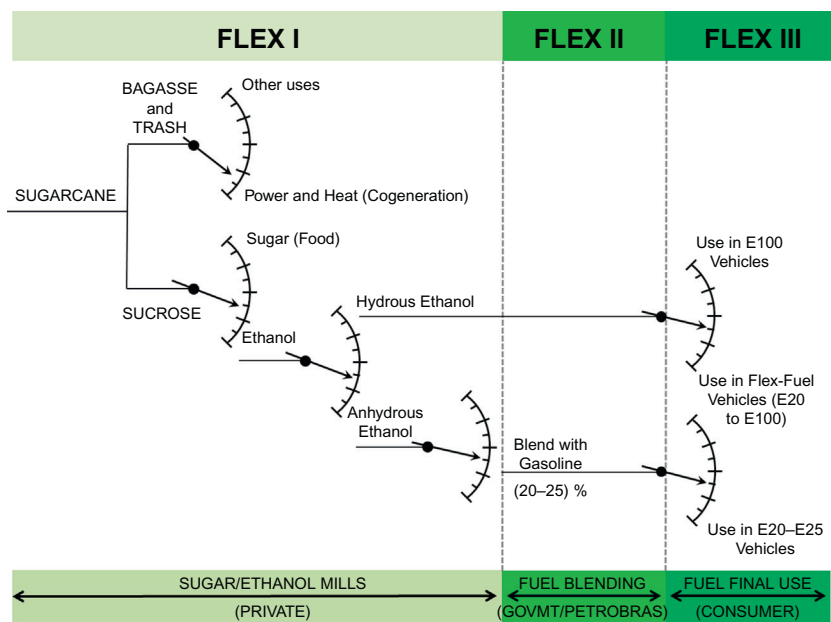 FLEX I
FLEX II
FLEX III
BAGASSE
and
TRASH
Other uses
SUGARCANE
Power and Heat (Cogeneration)
Sugar (Food)
SUCROSE
Ethanol
Hydrous Ethanol
Anhydrous
Ethanol
Blend with
Gasoline
(20–25) %
Use in E100
Vehicles
Use in Flex-Fuel
Vehicles (E20
to E100)
Use in E20–E25
Vehicles
SUGAR/ETHANOL MILLS
(PRIVATE)
FUEL BLENDING
(GOVMT/PETROBRAS)
FUEL FINAL USE
(CONSUMER)